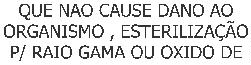 QUE NAO CAUSE DANO AO
ORGANISMO , ESTERILIZAÇÃO
P/ RAIO GAMA OU OXIDO DE